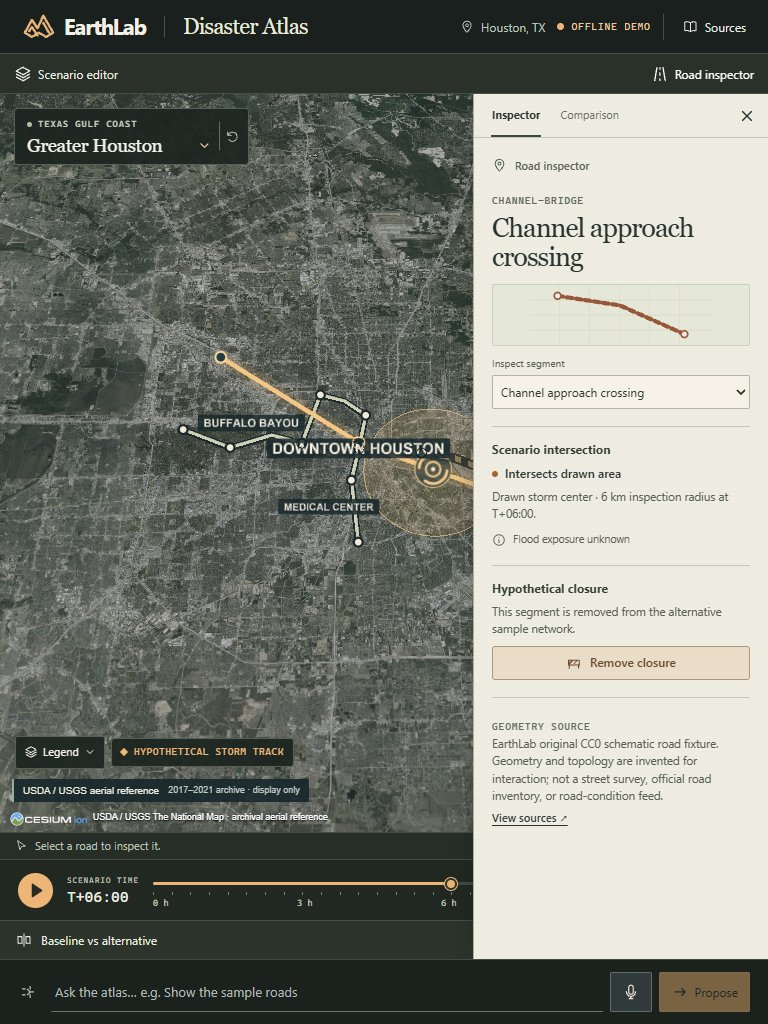 EarthLab
Disaster Atlas
Houston, TX
OFFLINE DEMO
Sources
Scenario editor
Road inspector
TEXAS GULF COAST
Greater Houston
BUFFALO BAYOU
DOWNTOWN HOUSTON
MEDICAL CENTER
Legend
HYPOTHETICAL STORM TRACK
USDA / USGS aerial reference 2017–2021 archive · display only
CESIUM ion USDA / USGS The National Map · archival aerial reference
Select a road to inspect it.
SCENARIO TIME
T+06:00
0 h
3 h
6 h
Baseline vs alternative
Inspector
Comparison
Road inspector
CHANNEL-BRIDGE
Channel approach
crossing
Inspect segment
Channel approach crossing
Scenario intersection
Intersects drawn area
Drawn storm center · 6 km inspection radius at
T+06:00.
Flood exposure unknown
Hypothetical closure
This segment is removed from the alternative
sample network.
Remove closure
GEOMETRY SOURCE
EarthLab original CC0 schematic road fixture.
Geometry and topology are invented for
interaction; not a street survey, official road
inventory, or road-condition feed.
View sources ↗
Ask the atlas... e.g. Show the sample roads
Propose